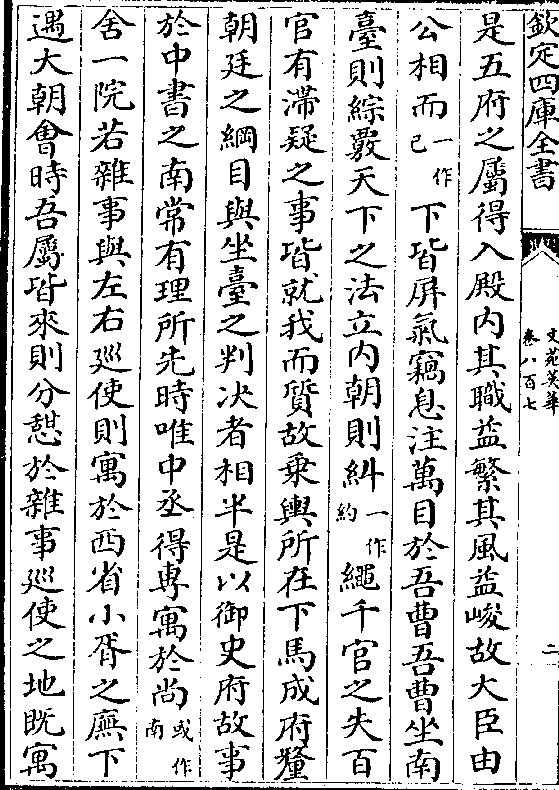 欽定四庫全書
文苑英華
卷八百七
二
是五府之屬得入殿内其職益繁其風益峻故大臣由
公相而一作已下皆屏氣竊息注萬目於吾曹吾曹坐南
臺則綜覈天下之法立内朝則糾一作約繩千官之失百
官有滯疑之事皆就我而質故乗輿所在下馬成府釐
朝廷之綱目與坐臺之判决者相半是以御史府故事
於中書之南常有理所先時唯中丞得專寓於尚或作南
舍一院若雜事與左右廵使則寓於西省小胥之廡下
遇大朝會時吾屬皆來則分憇於雜事廵使之地既寓